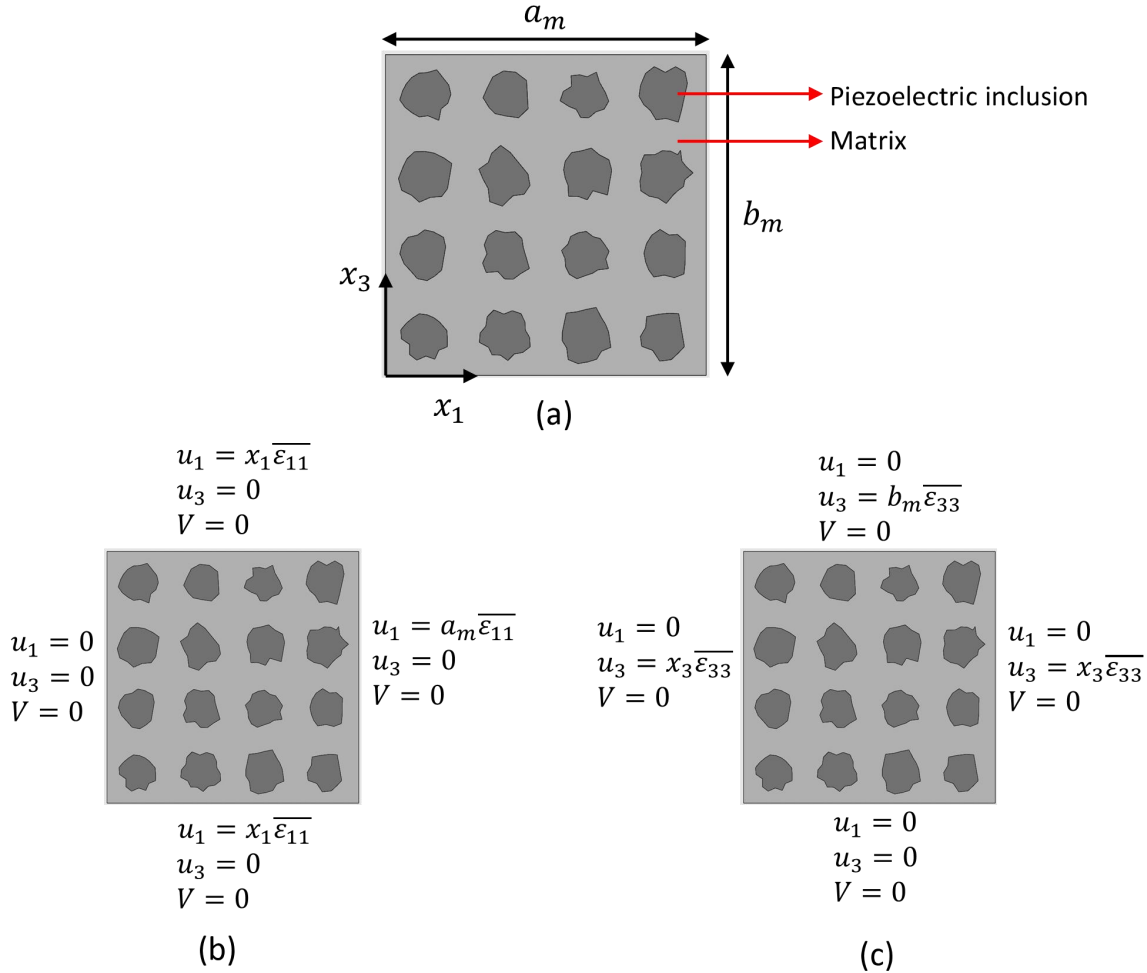 $a_m$
Piezoelectric inclusion
Matrix
$b_m$
$x_3$
$x_1$
(a)
$u_1 = x_1\overline{\varepsilon_{11}}$
$u_3 = 0$
$V = 0$
$u_1 = 0$
$u_3 = 0$
$V = 0$
$u_1 = a_m\overline{\varepsilon_{11}}$
$u_3 = 0$
$V = 0$
$u_1 = x_1\overline{\varepsilon_{11}}$
$u_3 = 0$
$V = 0$
(b)
$u_1 = 0$
$u_3 = b_m\overline{\varepsilon_{33}}$
$V = 0$
$u_1 = 0$
$u_3 = x_3\overline{\varepsilon_{33}}$
$V = 0$
$u_1 = 0$
$u_3 = x_3\overline{\varepsilon_{33}}$
$V = 0$
$u_1 = 0$
$u_3 = 0$
$V = 0$
(c)